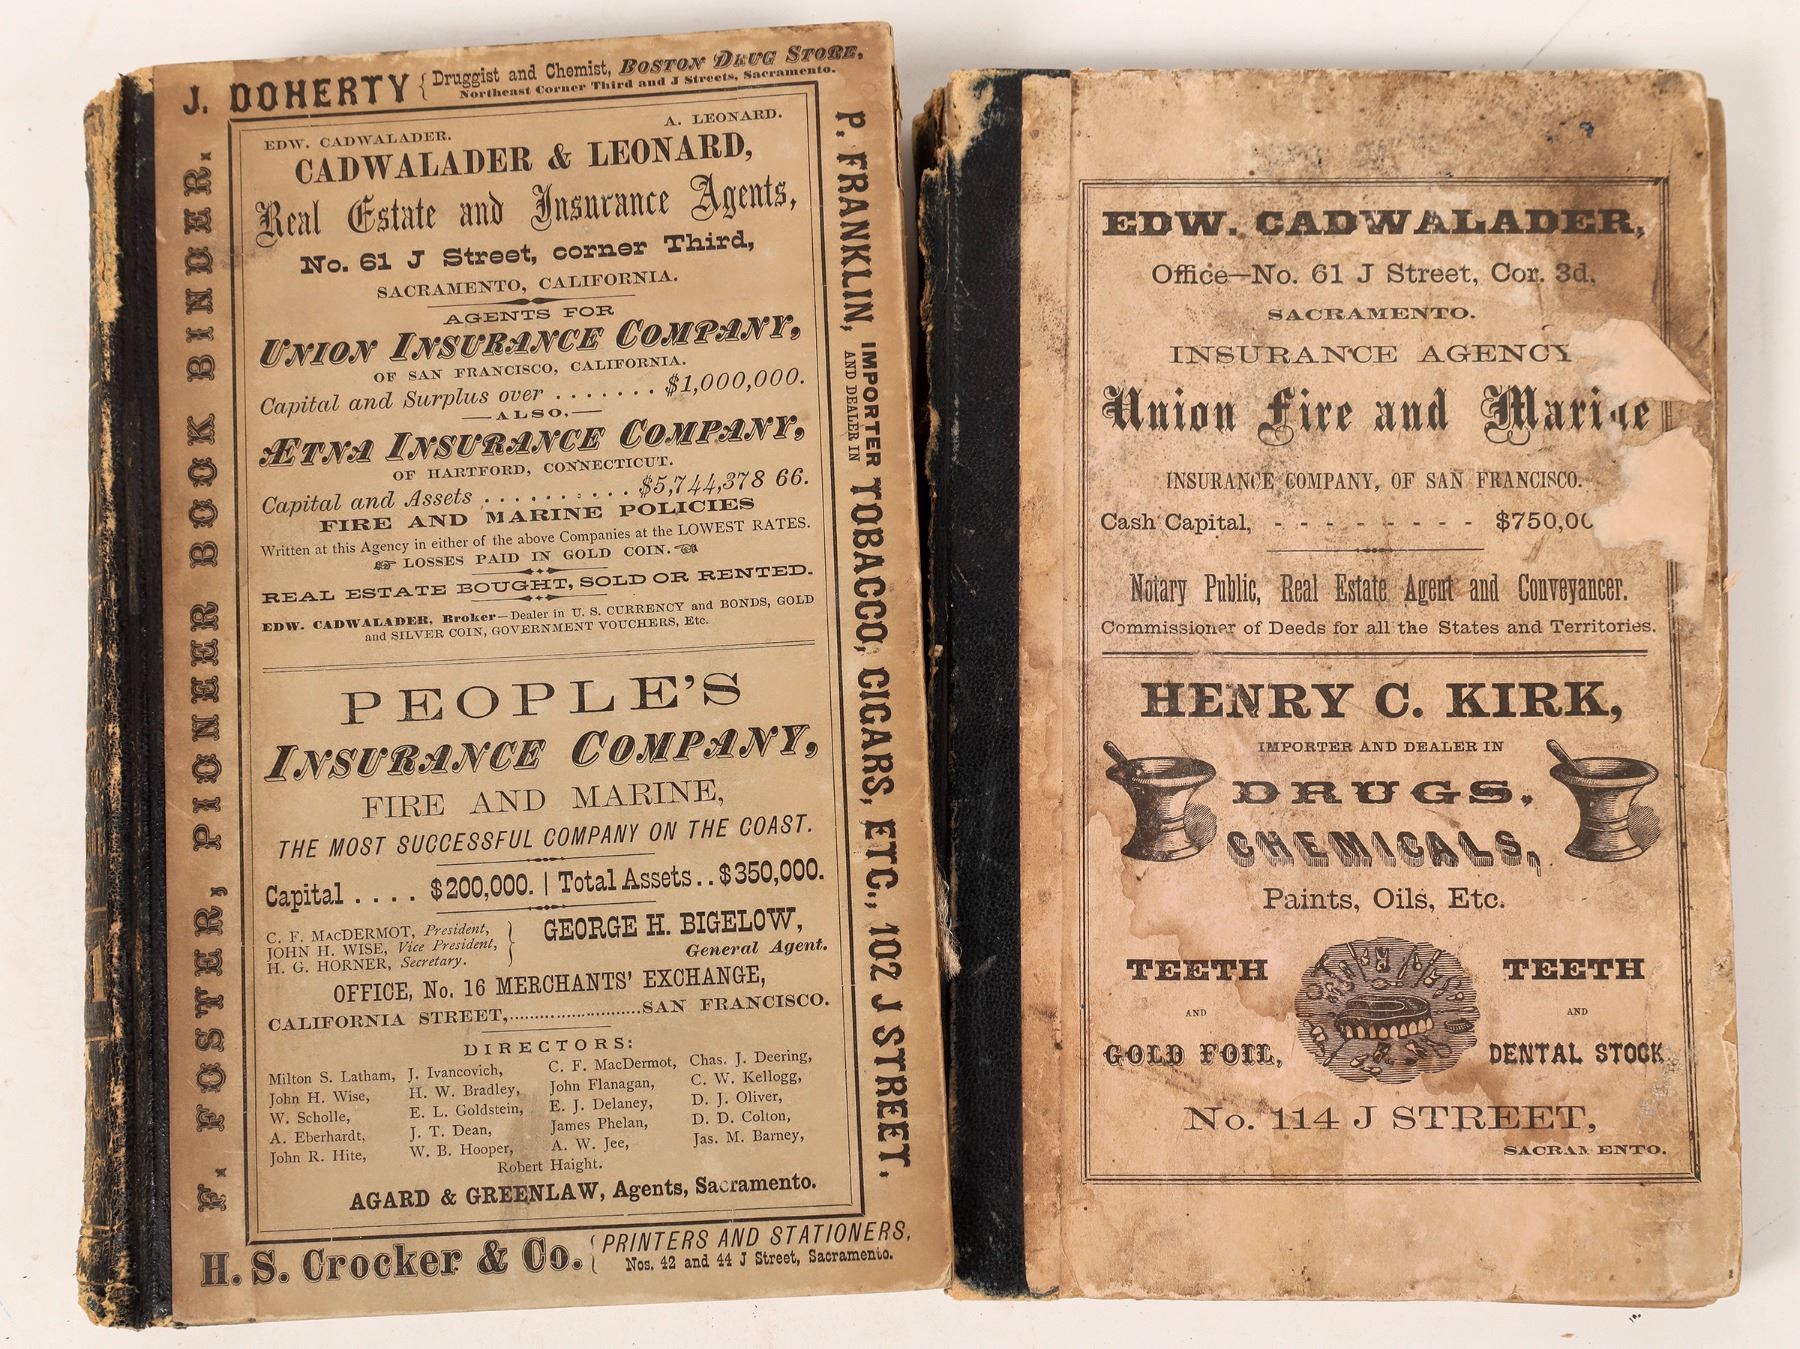 J. DOHERTY { Druggist and Chemist, BOSTON DRUG STORE,
Northeast Corner Third and J Streets, Sacramento.
F. FOSTER, PIONEER BOOK BINDER.
EDW. CADWALADER. A. LEONARD.
CADWALADER & LEONARD,
Real Estate and Insurance Agents,
No. 61 J Street, corner Third,
SACRAMENTO, CALIFORNIA.
AGENTS FOR
UNION INSURANCE COMPANY,
OF SAN FRANCISCO, CALIFORNIA.
Capital and Surplus over . . . . . . . $1,000,000.
—ALSO,—
ÆTNA INSURANCE COMPANY,
OF HARTFORD, CONNECTICUT.
Capital and Assets . . . . . . . . . . $5,744,378 66.
FIRE AND MARINE POLICIES
Written at this Agency in either of the above Companies at the LOWEST RATES.
☞ LOSSES PAID IN GOLD COIN. ☜
REAL ESTATE BOUGHT, SOLD OR RENTED.
EDW. CADWALADER, Broker—Dealer in U. S. CURRENCY and BONDS, GOLD
and SILVER COIN, GOVERNMENT VOUCHERS, Etc.
PEOPLE'S
INSURANCE COMPANY,
FIRE AND MARINE,
THE MOST SUCCESSFUL COMPANY ON THE COAST.
Capital . . . . $200,000. | Total Assets . . $350,000.
C. F. MACDERMOT, President,
JOHN H. WISE, Vice President,
H. G. HORNER, Secretary.
} GEORGE H. BIGELOW,
General Agent.
OFFICE, No. 16 MERCHANTS' EXCHANGE,
CALIFORNIA STREET,..........................SAN FRANCISCO.
DIRECTORS:
Milton S. Latham, J. Ivancovich, C. F. MacDermot, Chas. J. Deering,
John H. Wise, H. W. Bradley, John Flanagan, C. W. Kellogg,
W. Scholle, E. L. Goldstein, E. J. Delaney, D. J. Oliver,
A. Eberhardt, J. T. Dean, James Phelan, D. D. Colton,
John R. Hite, W. B. Hooper, A. W. Jee, Jas. M. Barney,
Robert Haight.
AGARD & GREENLAW, Agents, Sacramento.
P. FRANKLIN, IMPORTER AND DEALER IN TOBACCO, CIGARS, ETC., 102 J STREET.
H. S. Crocker & Co. { PRINTERS AND STATIONERS,
Nos. 42 and 44 J Street, Sacramento.
EDW. CADWALADER,
Office—No. 61 J Street, Cor. 3d,
SACRAMENTO.
INSURANCE AGENCY
Union Fire and Marine
INSURANCE COMPANY, OF SAN FRANCISCO.
Cash Capital, - - - - - - - - $750,00
Notary Public, Real Estate Agent and Conveyancer.
Commissioner of Deeds for all the States and Territories.
HENRY C. KIRK,
IMPORTER AND DEALER IN
DRUGS,
CHEMICALS,
Paints, Oils, Etc.
TEETH
AND
GOLD FOIL,
TEETH
AND
DENTAL STOCK
No. 114 J STREET,
SACRAMENTO.